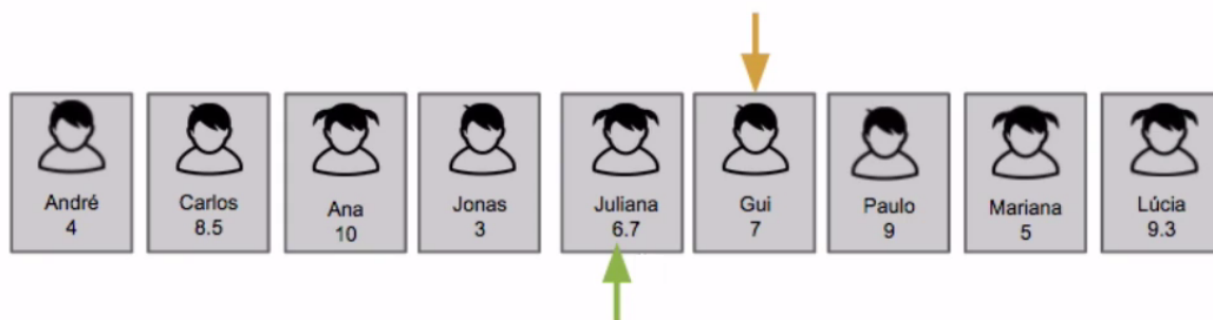 André
4
Carlos
8.5
Ana
10
Jonas
3
Juliana
6.7
Gui
7
Paulo
9
Mariana
5
Lúcia
9.3